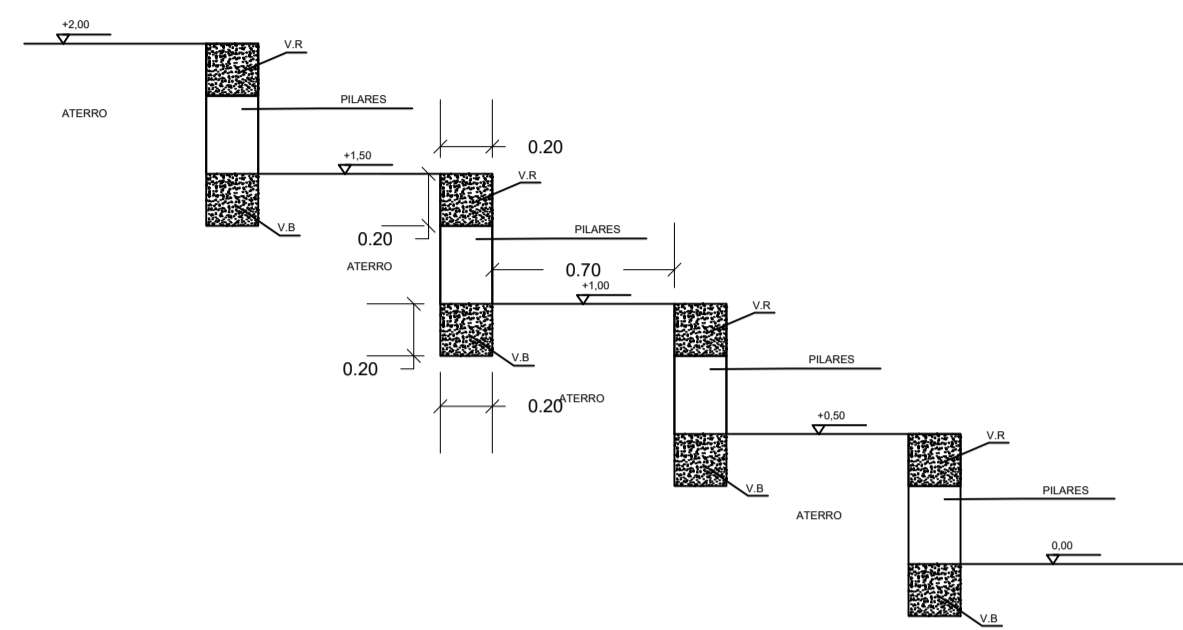 +2,00
V.R
ATERRO
PILARES
0.20
+1,50
V.R
V.B
0.20
PILARES
ATERRO
0.70
+1,00
V.R
V.B
PILARES
0.20
0.20
ATERRO
+0,50
V.R
V.B
PILARES
ATERRO
0,00
V.B